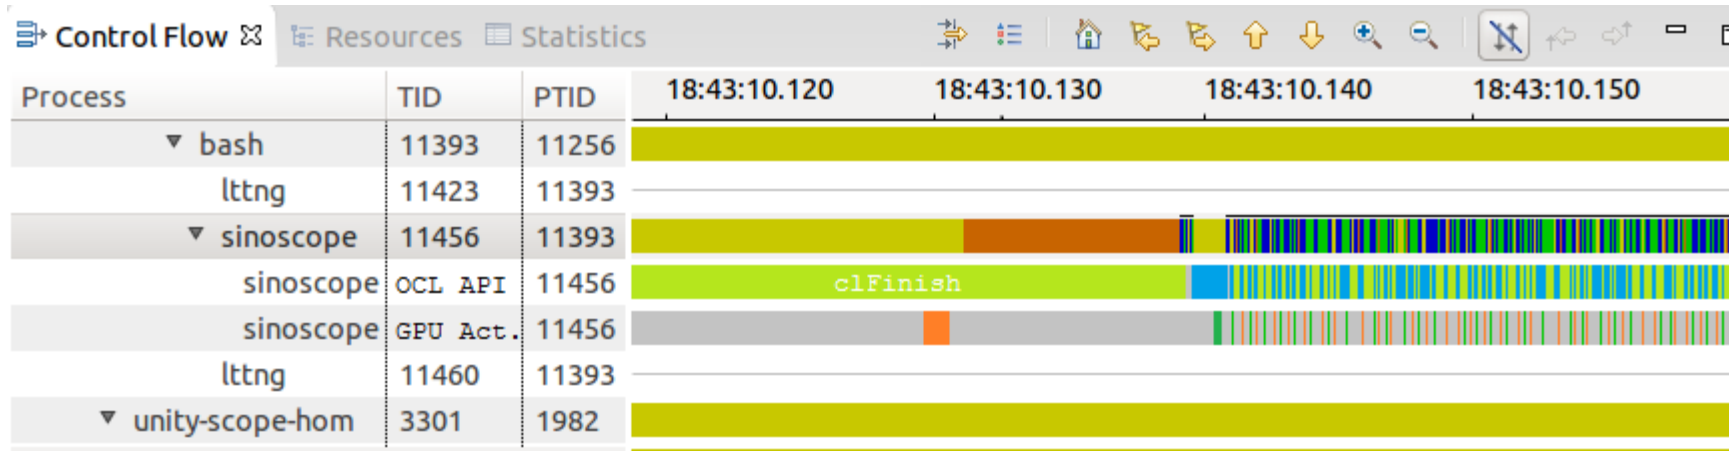 Control Flow Resources Statistics
Process TID PTID 18:43:10.120 18:43:10.130 18:43:10.140 18:43:10.150
bash 11393 11256
lttng 11423 11393
sinoscope 11456 11393
sinoscope OCL API 11456 clFinish
sinoscope GPU Act. 11456
lttng 11460 11393
unity-scope-hom 3301 1982